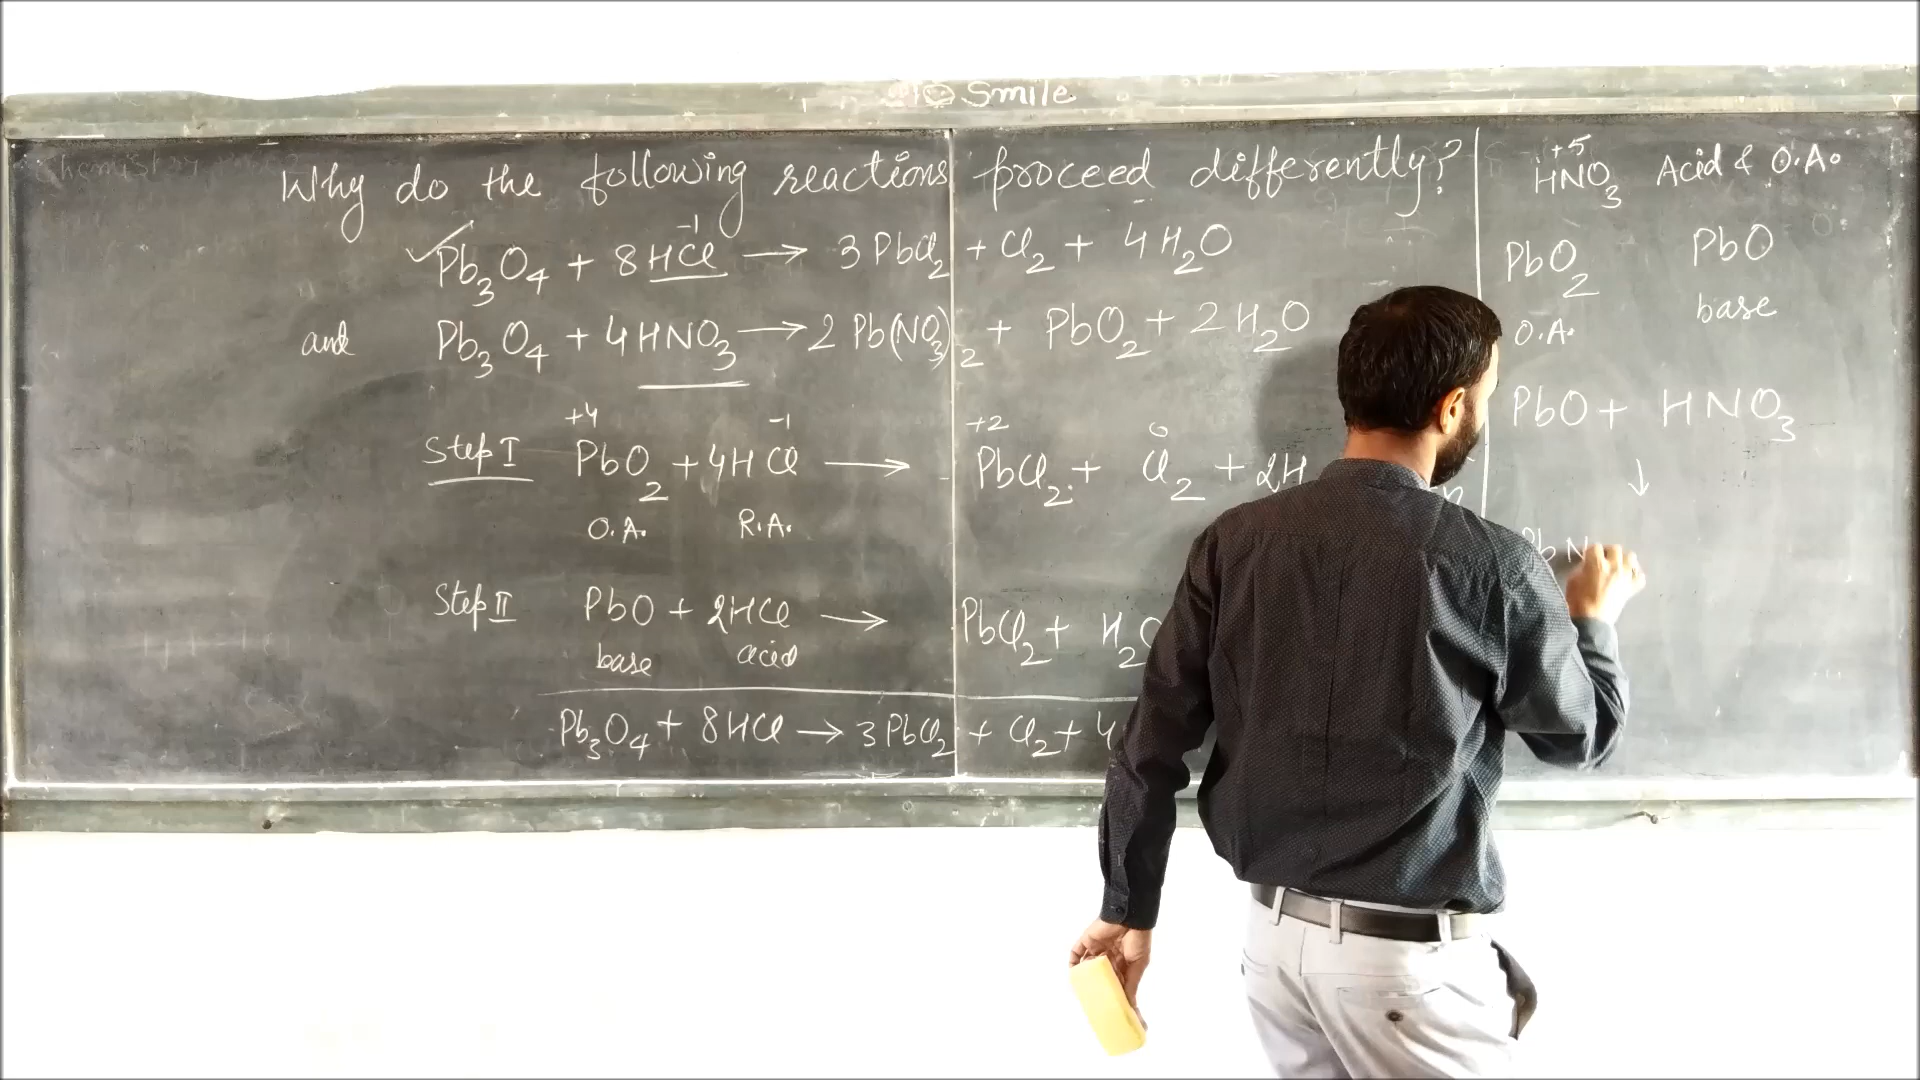 Smile
Why do the following reactions proceed differently?
-1
Pb3O4 + 8HCl → 3PbCl2 + Cl2 + 4H2O
and Pb3O4 + 4HNO3 → 2Pb(NO3)2 + PbO2 + 2H2O
+4 -1 +2 0
Step I PbO2 + 4HCl → PbCl2 + Cl2 + 2H
O.A. R.A.
Step II PbO + 2HCl → PbCl2 + H2O
base acid
Pb3O4 + 8HCl → 3PbCl2 + Cl2 + 4
+5
HNO3 Acid & O.A.
PbO2 PbO
O.A. base
PbO + HNO3
↓
Pb N